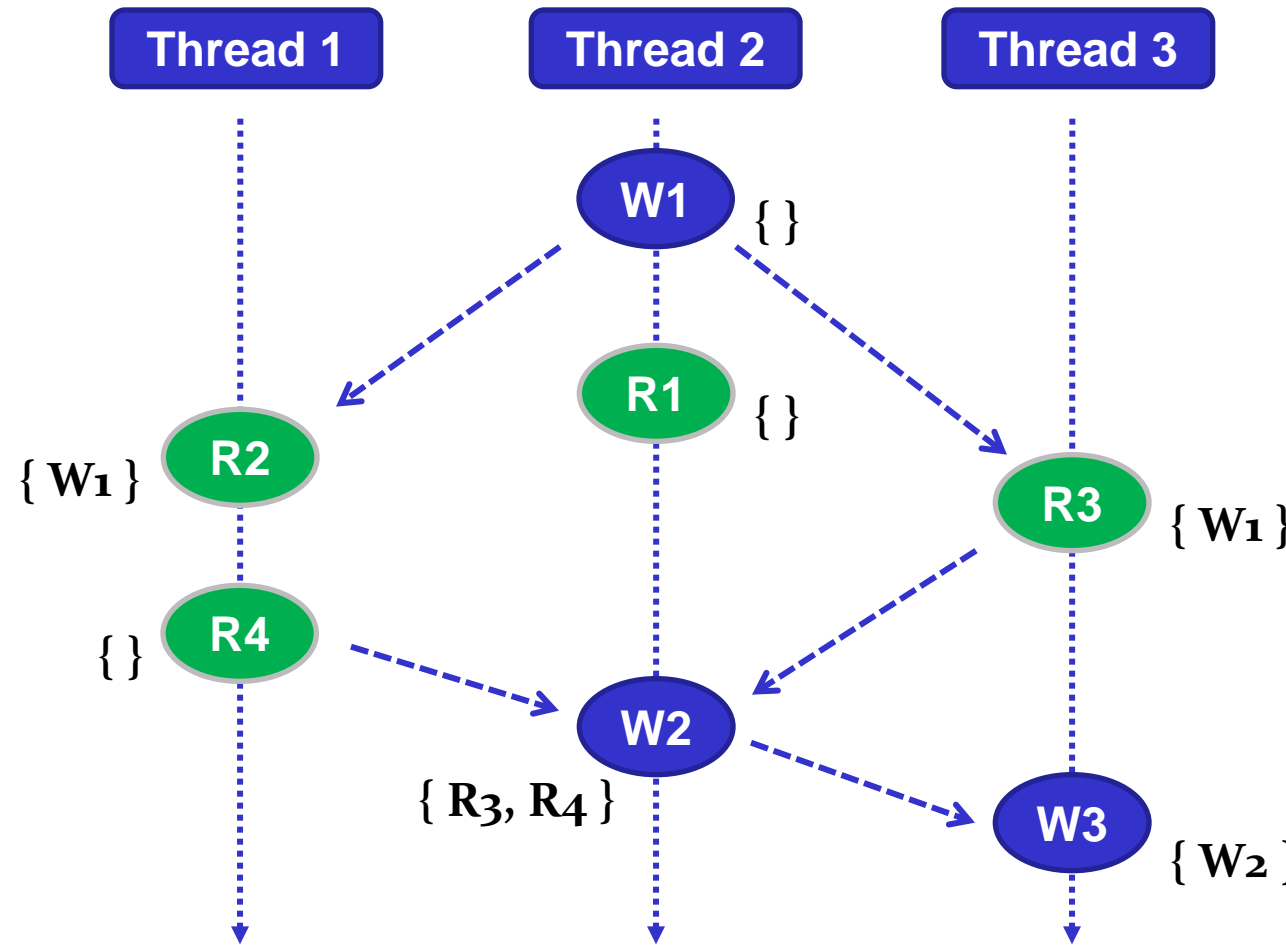 Thread 1 Thread 2 Thread 3
W1
{ }
R1
{ }
R2
{ W1 }
R3
{ W1 }
R4
{ }
W2
{ R3, R4 }
W3
{ W2 }